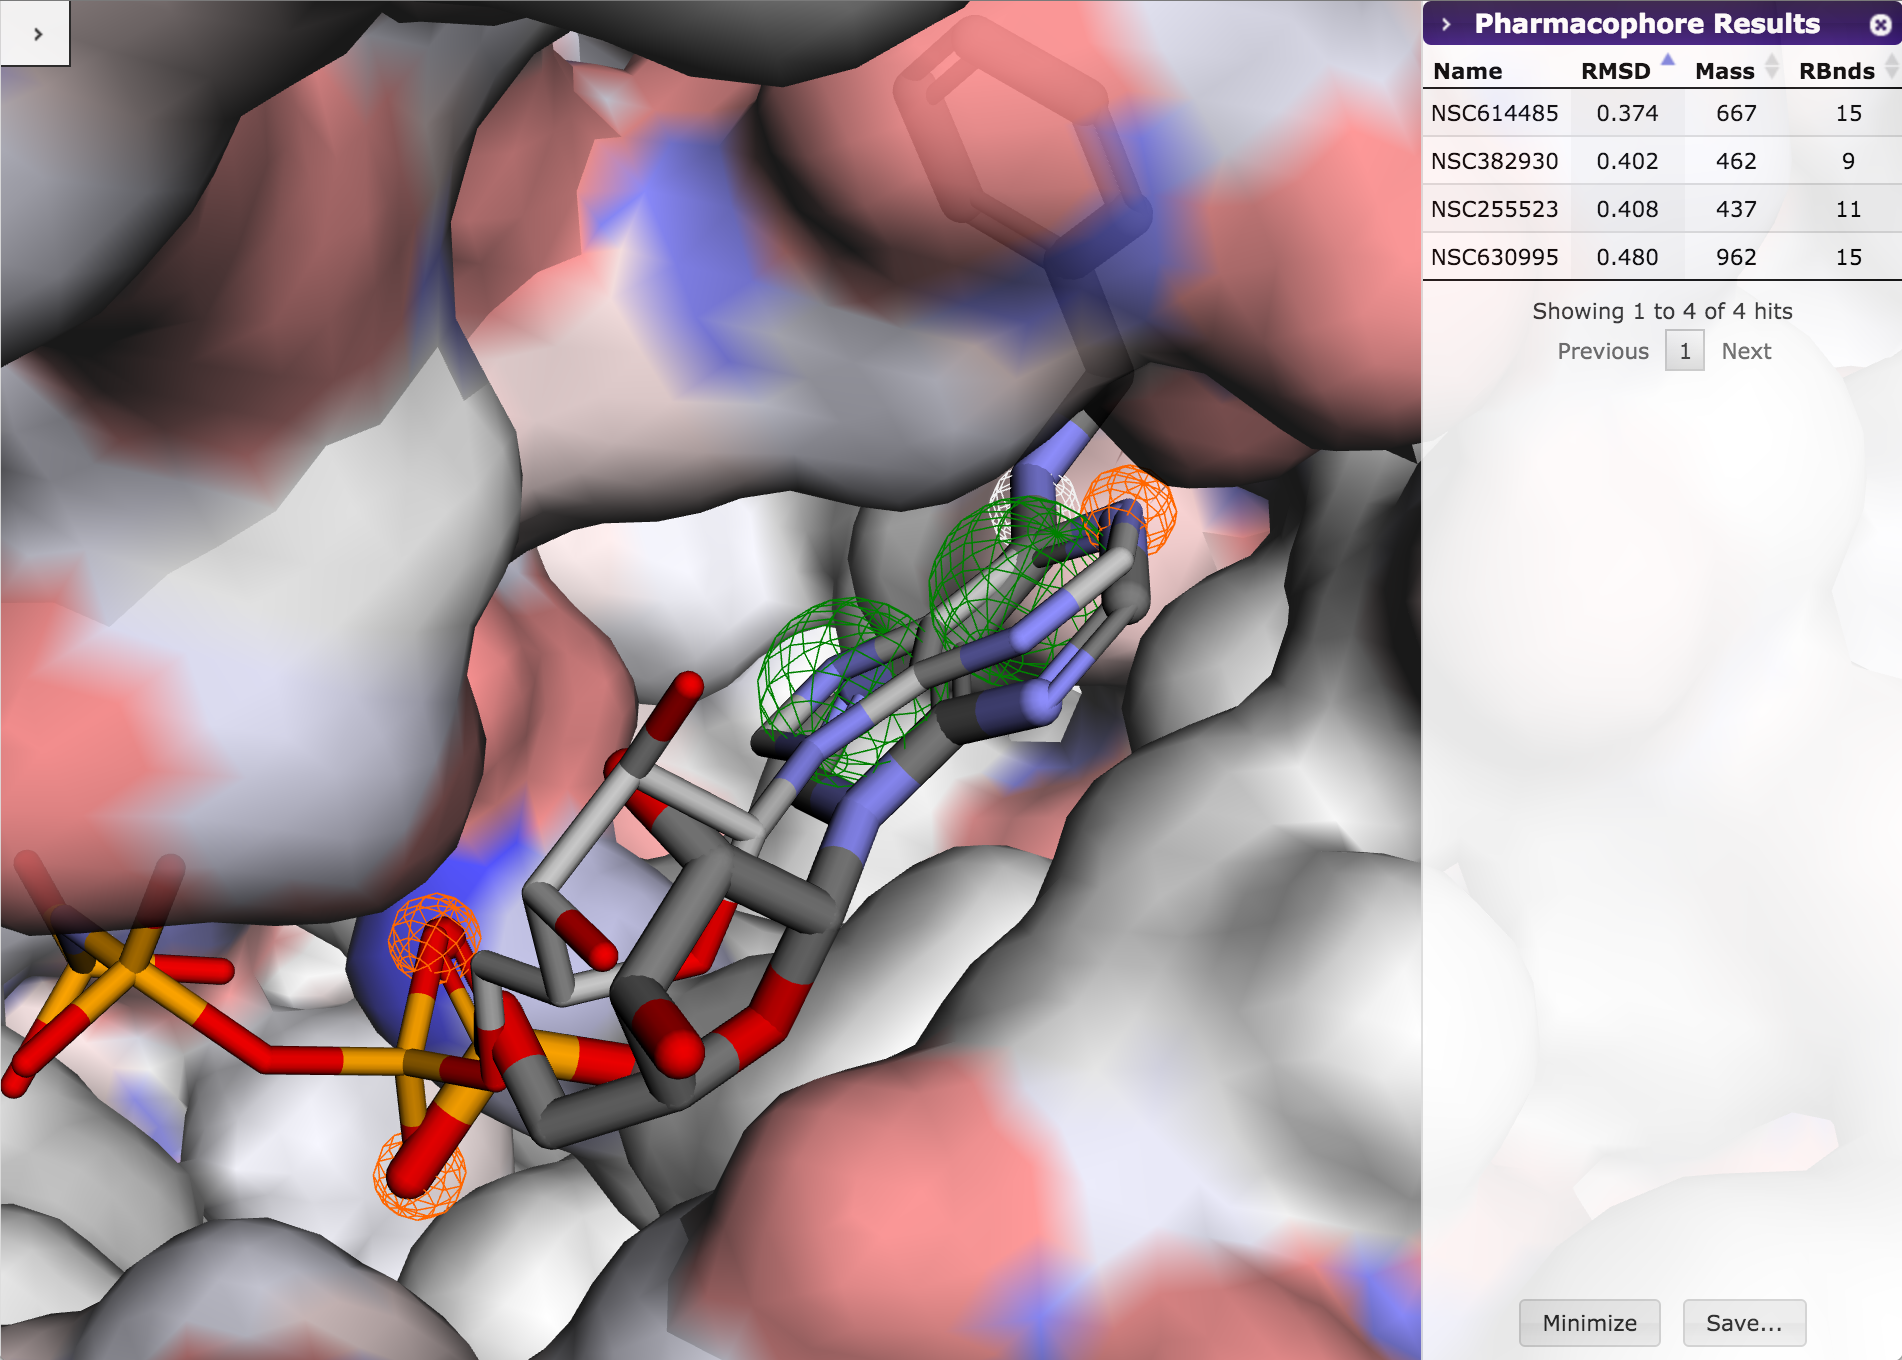 Pharmacophore Results
Name RMSD Mass RBnds
NSC614485 0.374 667 15
NSC382930 0.402 462 9
NSC255523 0.408 437 11
NSC630995 0.480 962 15
Showing 1 to 4 of 4 hits
Previous 1 Next
Minimize Save...